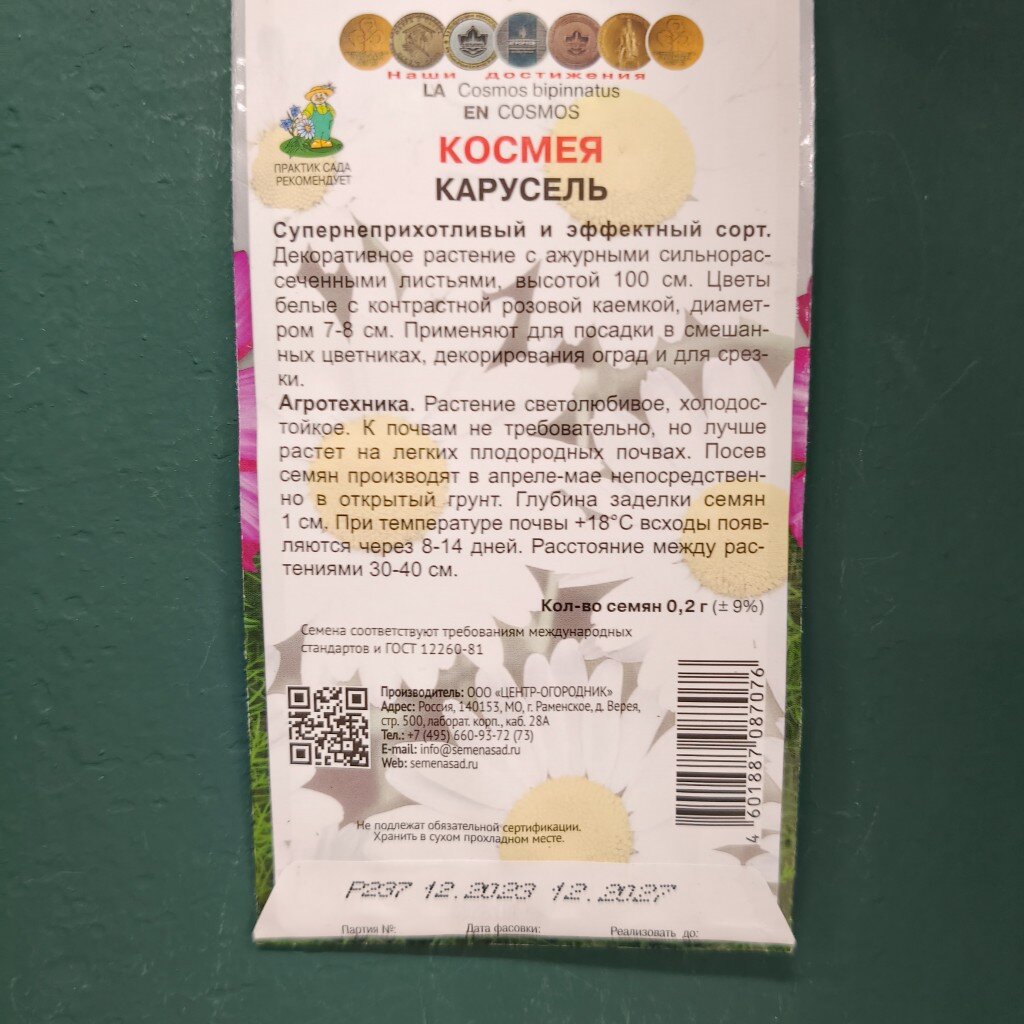 Наши достижения
LA Cosmos bipinnatus
EN COSMOS
ПРАКТИК САДА
РЕКОМЕНДУЕТ
КОСМЕЯ
КАРУСЕЛЬ
Супернеприхотливый и эффектный сорт.
Декоративное растение с ажурными сильнорас-
сеченными листьями, высотой 100 см. Цветы
белые с контрастной розовой каемкой, диамет-
ром 7-8 см. Применяют для посадки в смешан-
ных цветниках, декорирования оград и для срез-
ки.
Агротехника. Растение светолюбивое, холодос-
тойкое. К почвам не требовательно, но лучше
растет на легких плодородных почвах. Посев
семян производят в апреле-мае непосредствен-
но в открытый грунт. Глубина заделки семян
1 см. При температуре почвы +18°С всходы появ-
ляются через 8-14 дней. Расстояние между рас-
тениями 30-40 см.
Кол-во семян 0,2 г (± 9%)
Семена соответствуют требованиям международных
стандартов и ГОСТ 12260-81
Производитель: ООО «ЦЕНТР-ОГОРОДНИК»
Адрес: Россия, 140153, МО, г. Раменское, д. Верея,
стр. 500, лаборат. корп., каб. 28А
Тел.: +7 (495) 660-93-72 (73)
E-mail: info@semenasad.ru
Web: semenasad.ru
4 601887 087076
Не подлежат обязательной сертификации.
Хранить в сухом прохладном месте.
Р237 12.2023 12.2027
Партия №: Дата фасовки: Реализовать до: